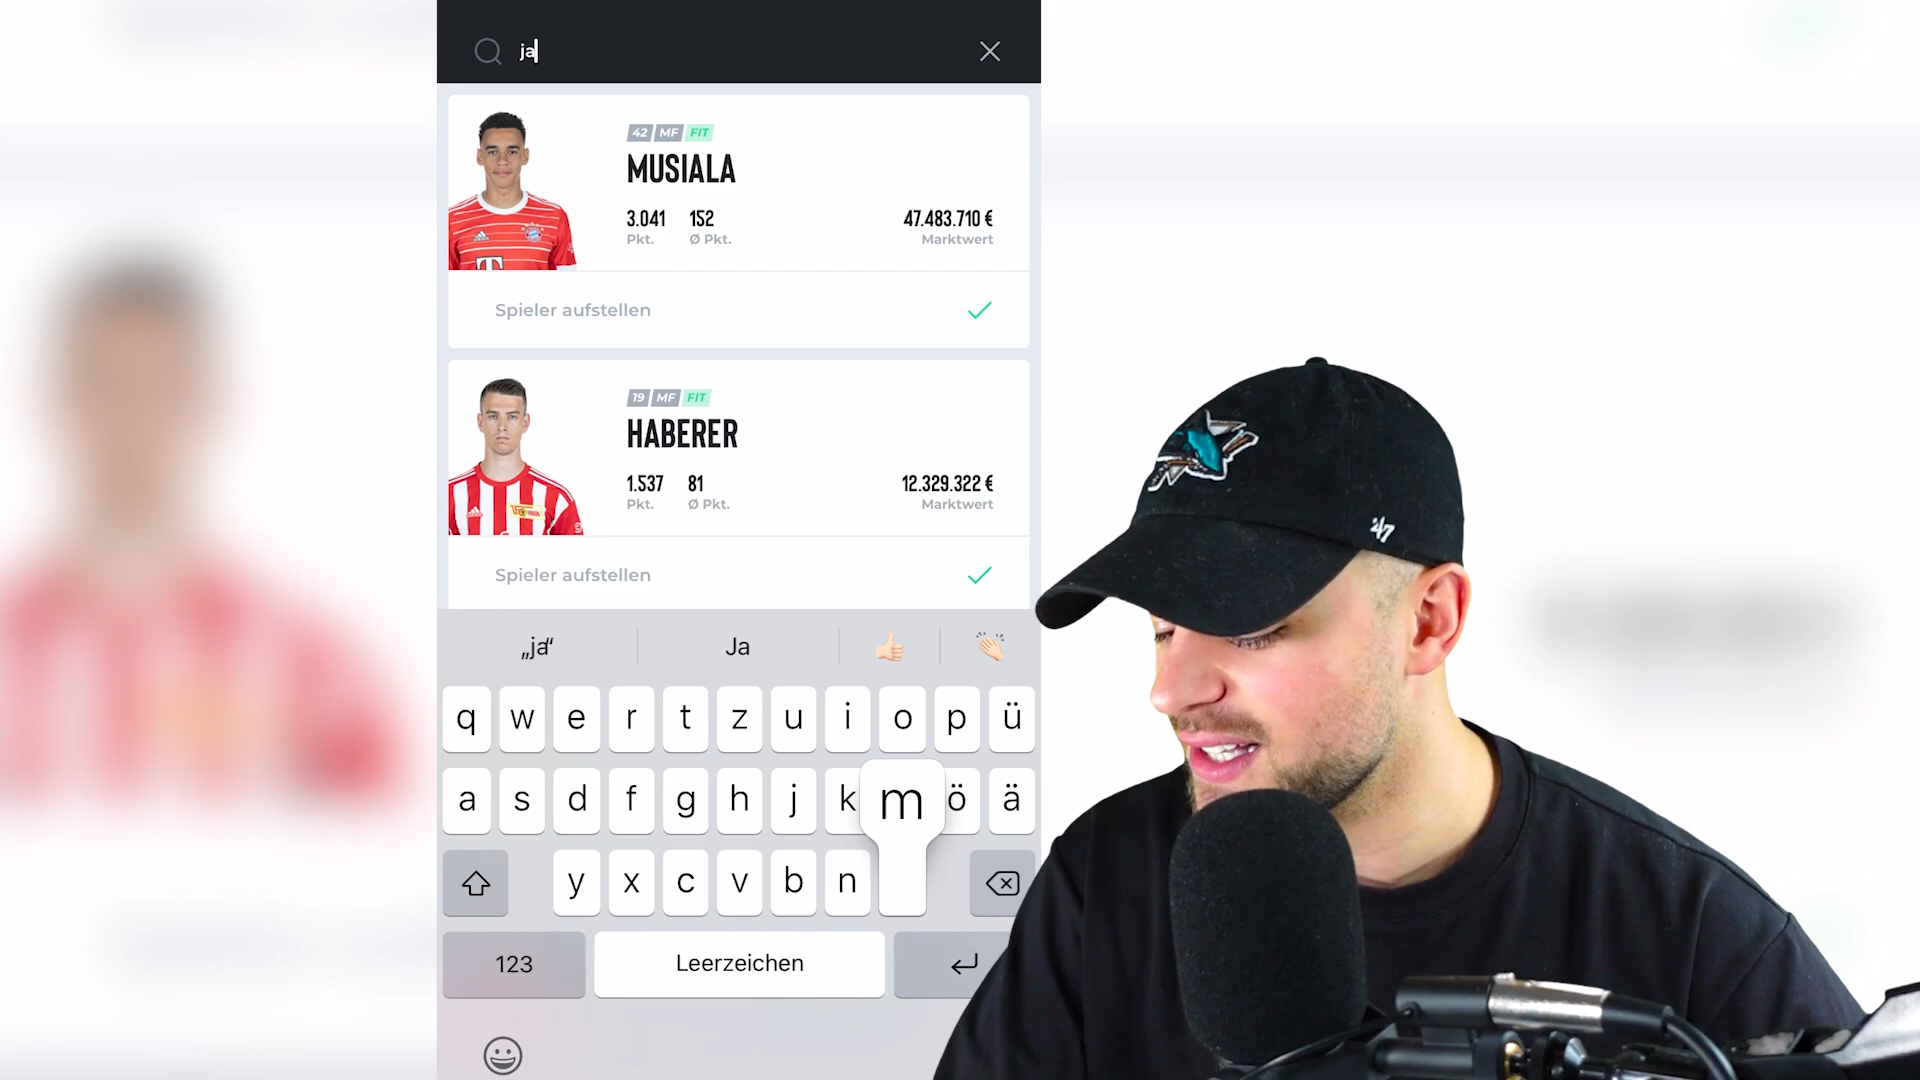 ja
42 MF FIT
MUSIALA
3.041 152 47.483.710 €
Pkt. Ø Pkt. Marktwert
Spieler aufstellen
19 MF FIT
HABERER
1.537 81 12.329.322 €
Pkt. Ø Pkt. Marktwert
Spieler aufstellen
„ja“ Ja
q w e r t z u i o p ü
a s d f g h j k m ö ä
y x c v b n
123 Leerzeichen
47
T